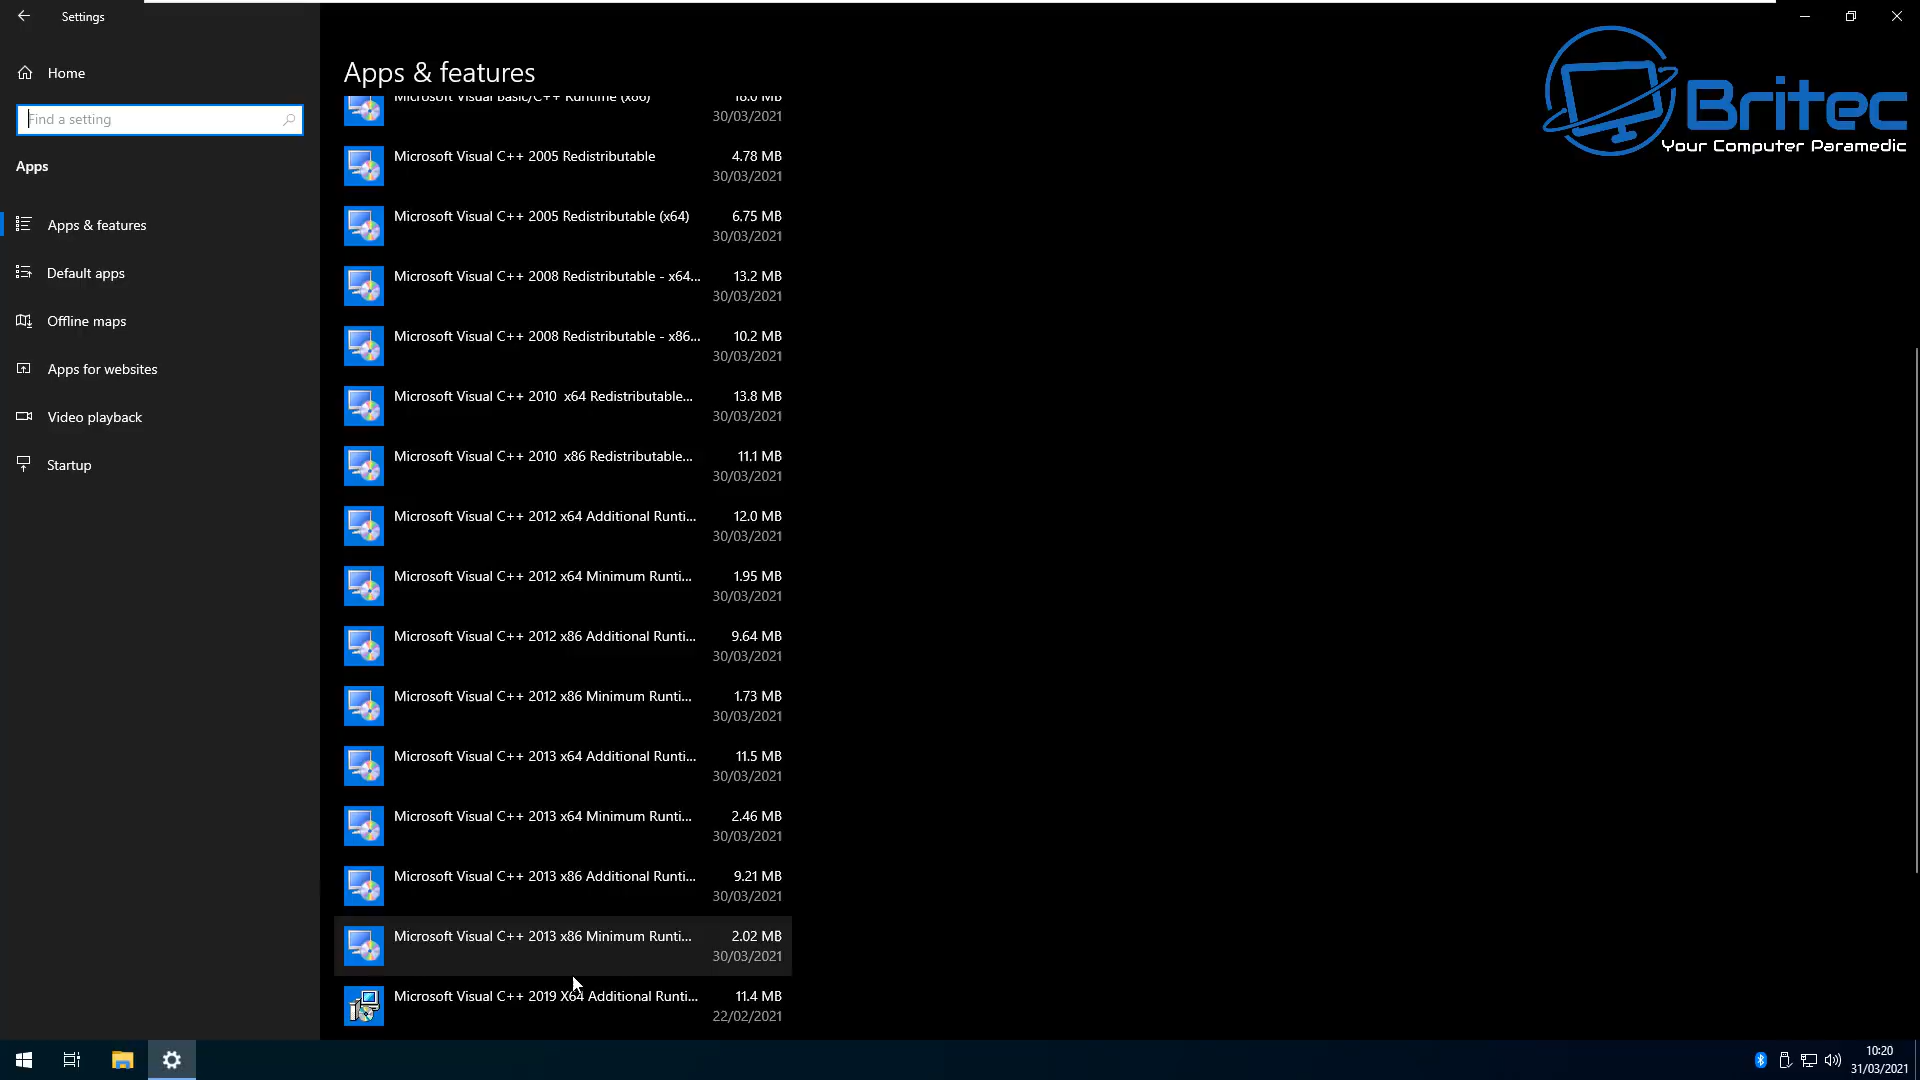 Settings
Home
Find a setting
Apps
Apps & features
Default apps
Offline maps
Apps for websites
Video playback
Startup
Apps & features
Microsoft Visual Basic/C++ Runtime (x86) 18.0 MB
30/03/2021
Microsoft Visual C++ 2005 Redistributable 4.78 MB
30/03/2021
Microsoft Visual C++ 2005 Redistributable (x64) 6.75 MB
30/03/2021
Microsoft Visual C++ 2008 Redistributable - x64... 13.2 MB
30/03/2021
Microsoft Visual C++ 2008 Redistributable - x86... 10.2 MB
30/03/2021
Microsoft Visual C++ 2010  x64 Redistributable... 13.8 MB
30/03/2021
Microsoft Visual C++ 2010  x86 Redistributable... 11.1 MB
30/03/2021
Microsoft Visual C++ 2012 x64 Additional Runti... 12.0 MB
30/03/2021
Microsoft Visual C++ 2012 x64 Minimum Runti... 1.95 MB
30/03/2021
Microsoft Visual C++ 2012 x86 Additional Runti... 9.64 MB
30/03/2021
Microsoft Visual C++ 2012 x86 Minimum Runti... 1.73 MB
30/03/2021
Microsoft Visual C++ 2013 x64 Additional Runti... 11.5 MB
30/03/2021
Microsoft Visual C++ 2013 x64 Minimum Runti... 2.46 MB
30/03/2021
Microsoft Visual C++ 2013 x86 Additional Runti... 9.21 MB
30/03/2021
Microsoft Visual C++ 2013 x86 Minimum Runti... 2.02 MB
30/03/2021
Microsoft Visual C++ 2019 X64 Additional Runti... 11.4 MB
22/02/2021
Britec
Your Computer Paramedic
10:20
31/03/2021